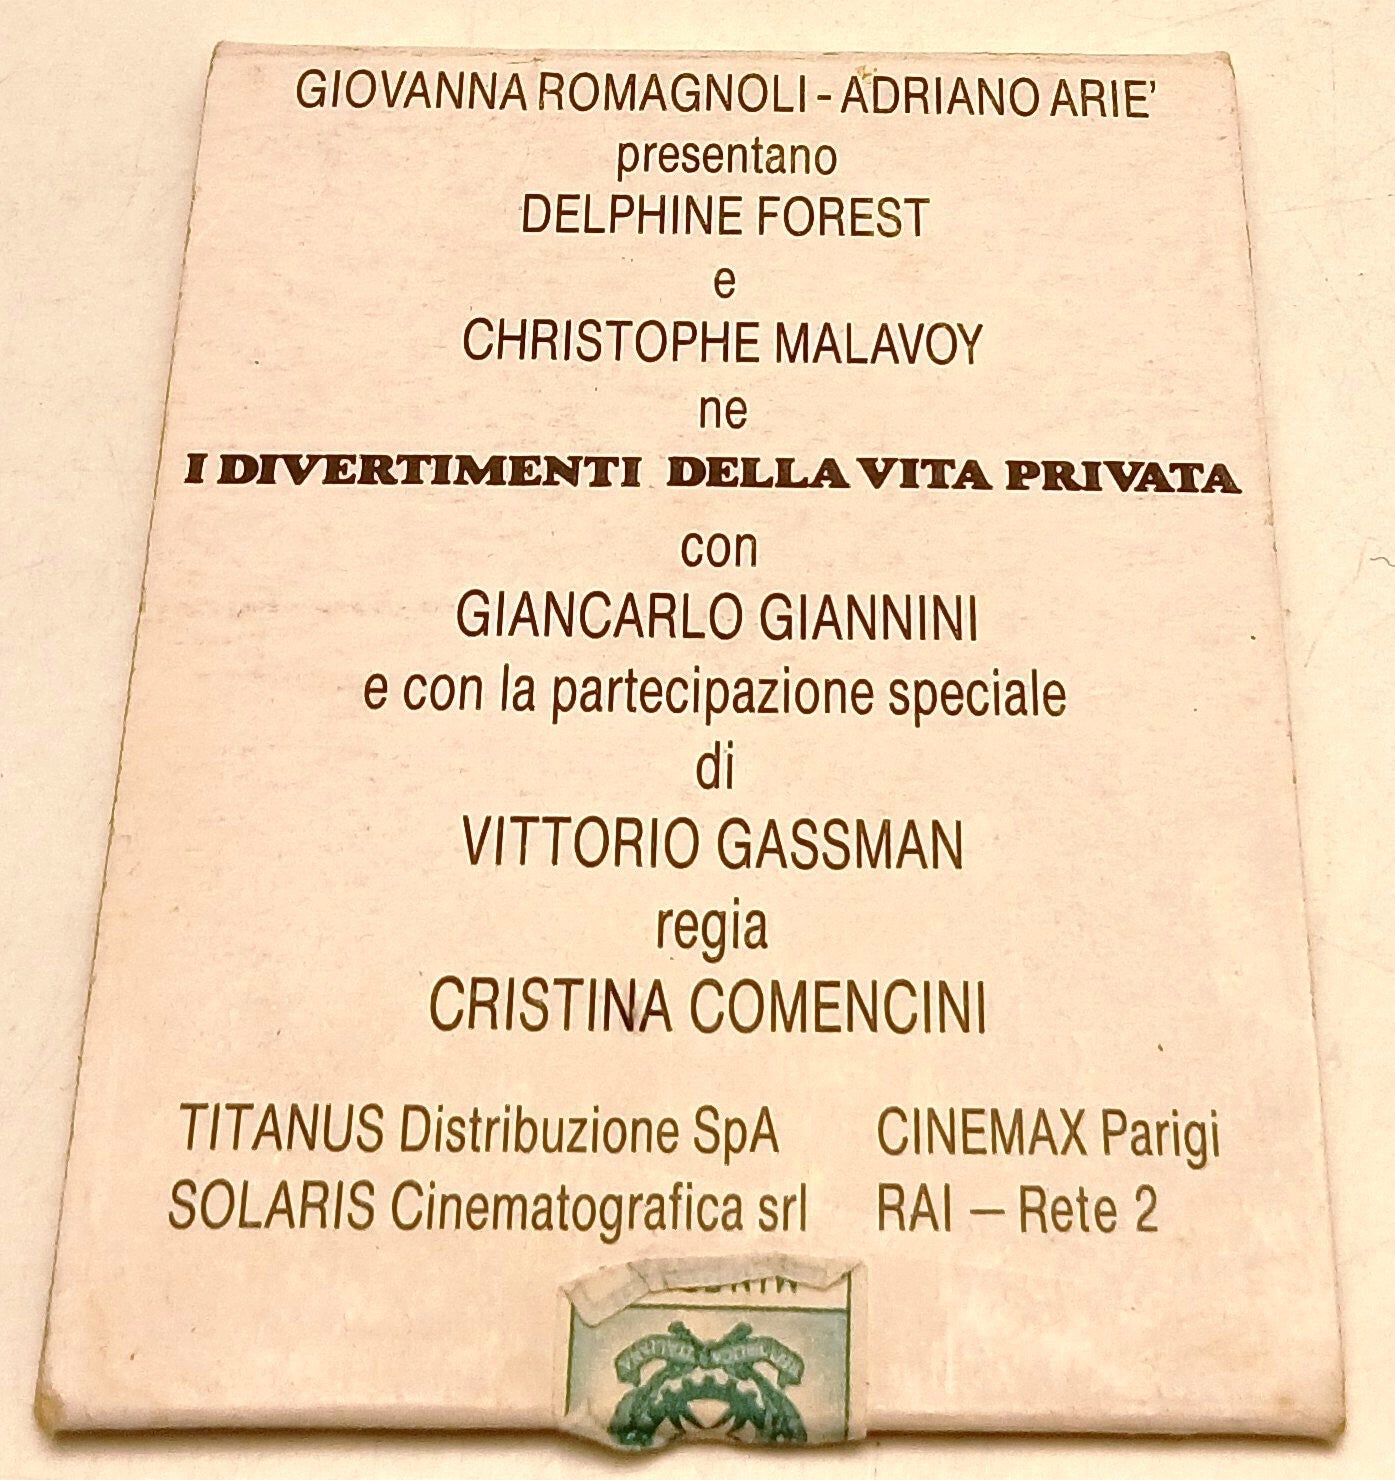 GIOVANNA ROMAGNOLI - ADRIANO ARIE'
presentano
DELPHINE FOREST
e
CHRISTOPHE MALAVOY
ne
I DIVERTIMENTI DELLA VITA PRIVATA
con
GIANCARLO GIANNINI
e con la partecipazione speciale
di
VITTORIO GASSMAN
regia
CRISTINA COMENCINI
TITANUS Distribuzione SpA CINEMAX Parigi
SOLARIS Cinematografica srl RAI — Rete 2